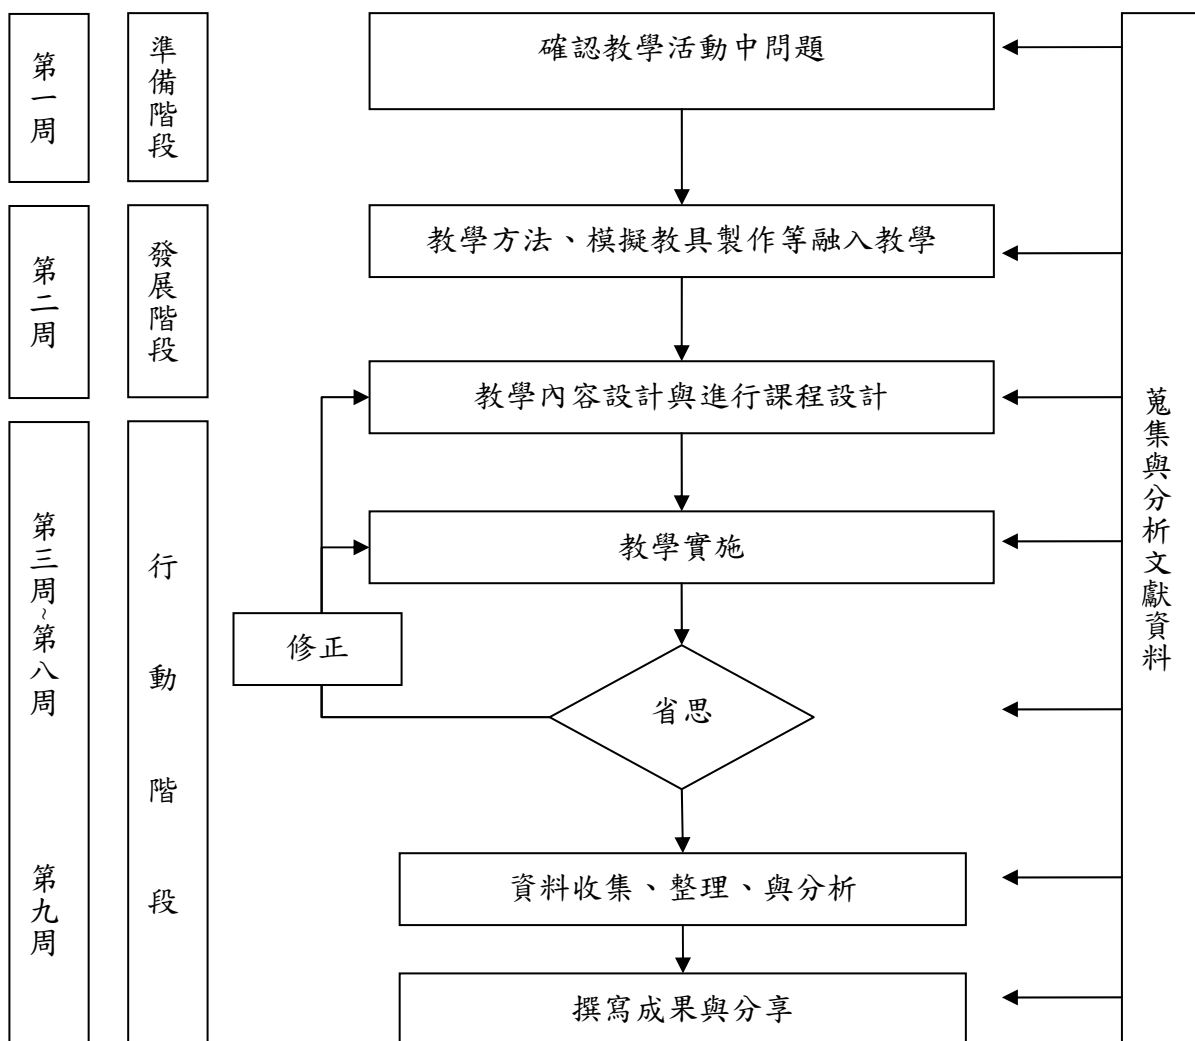 第一周
準備階段
確認教學活動中問題
第二周
發展階段
教學方法、模擬教具製作等融入教學
教學內容設計與進行課程設計
第三周~第八周
第九周
行動階段
教學實施
修正
省思
資料收集、整理、與分析
撰寫成果與分享
蒐集與分析文獻資料